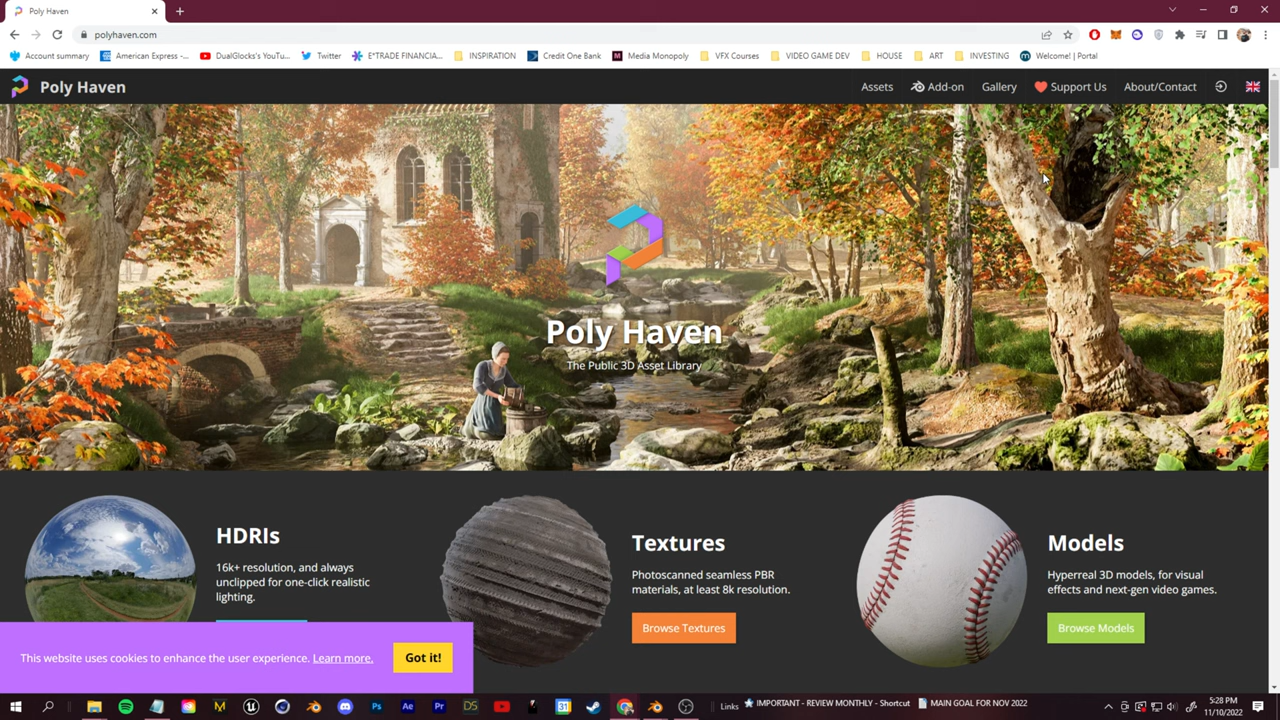 Poly Haven
polyhaven.com
Account summary
American Express -...
DualGlocks's YouTu...
Twitter
E*TRADE FINANCIA...
INSPIRATION
Credit One Bank
Media Monopoly
VFX Courses
VIDEO GAME DEV
HOUSE
ART
INVESTING
Welcome! | Portal
Poly Haven
Assets
Add-on
Gallery
Support Us
About/Contact
Poly Haven
The Public 3D Asset Library
HDRIs
16k+ resolution, and always
unclipped for one-click realistic
lighting.
Textures
Photoscanned seamless PBR
materials, at least 8k resolution.
Browse Textures
Models
Hyperreal 3D models, for visual
effects and next-gen video games.
Browse Models
This website uses cookies to enhance the user experience. Learn more.
Got it!
Links
IMPORTANT - REVIEW MONTHLY - Shortcut
MAIN GOAL FOR NOV 2022
5:28 PM
11/10/2022